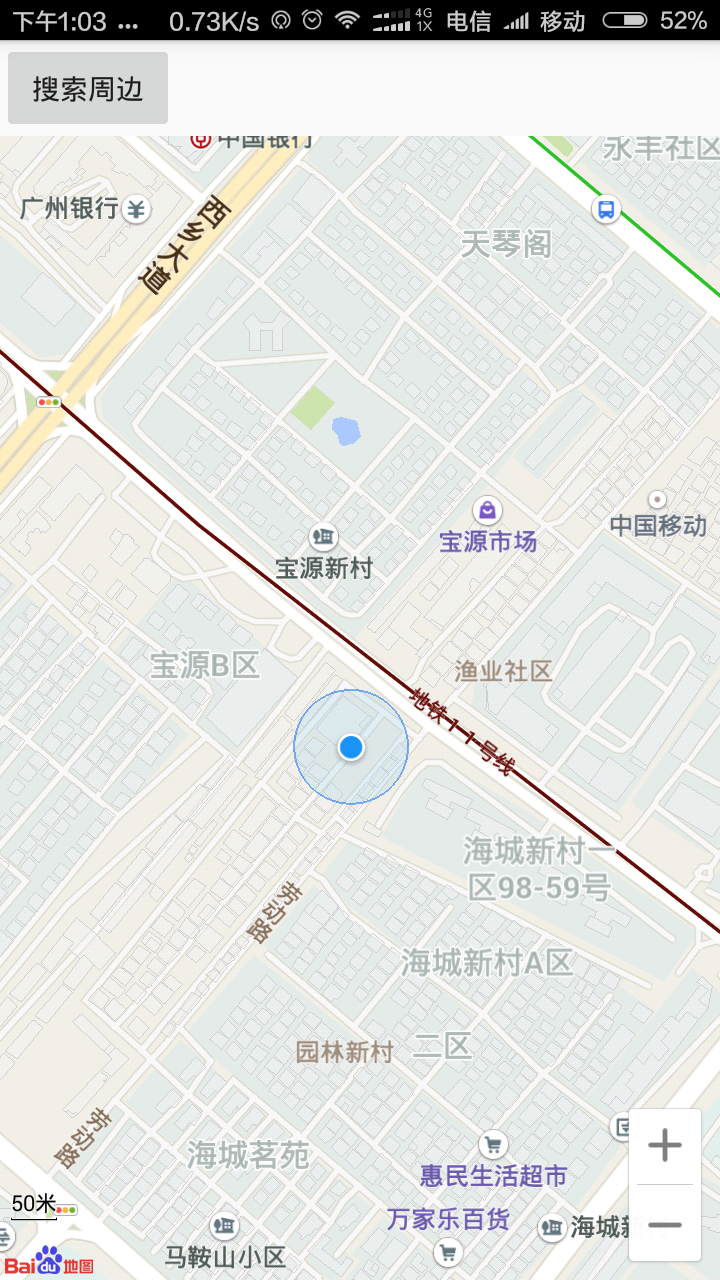 下午1:03 ... 0.73K/s 4G 1X 电信 移动 52%
搜索周边
中国银行
永丰社区
广州银行
西乡大道
天琴阁
中国移动
宝源市场
宝源新村
宝源B区
渔业社区
地铁11号线
海城新村一
区98-59号
劳动路
海城新村A区
园林新村
二区
劳动路
海城茗苑
惠民生活超市
50米
万家乐百货
海城新
马鞍山小区
Bai du 地图